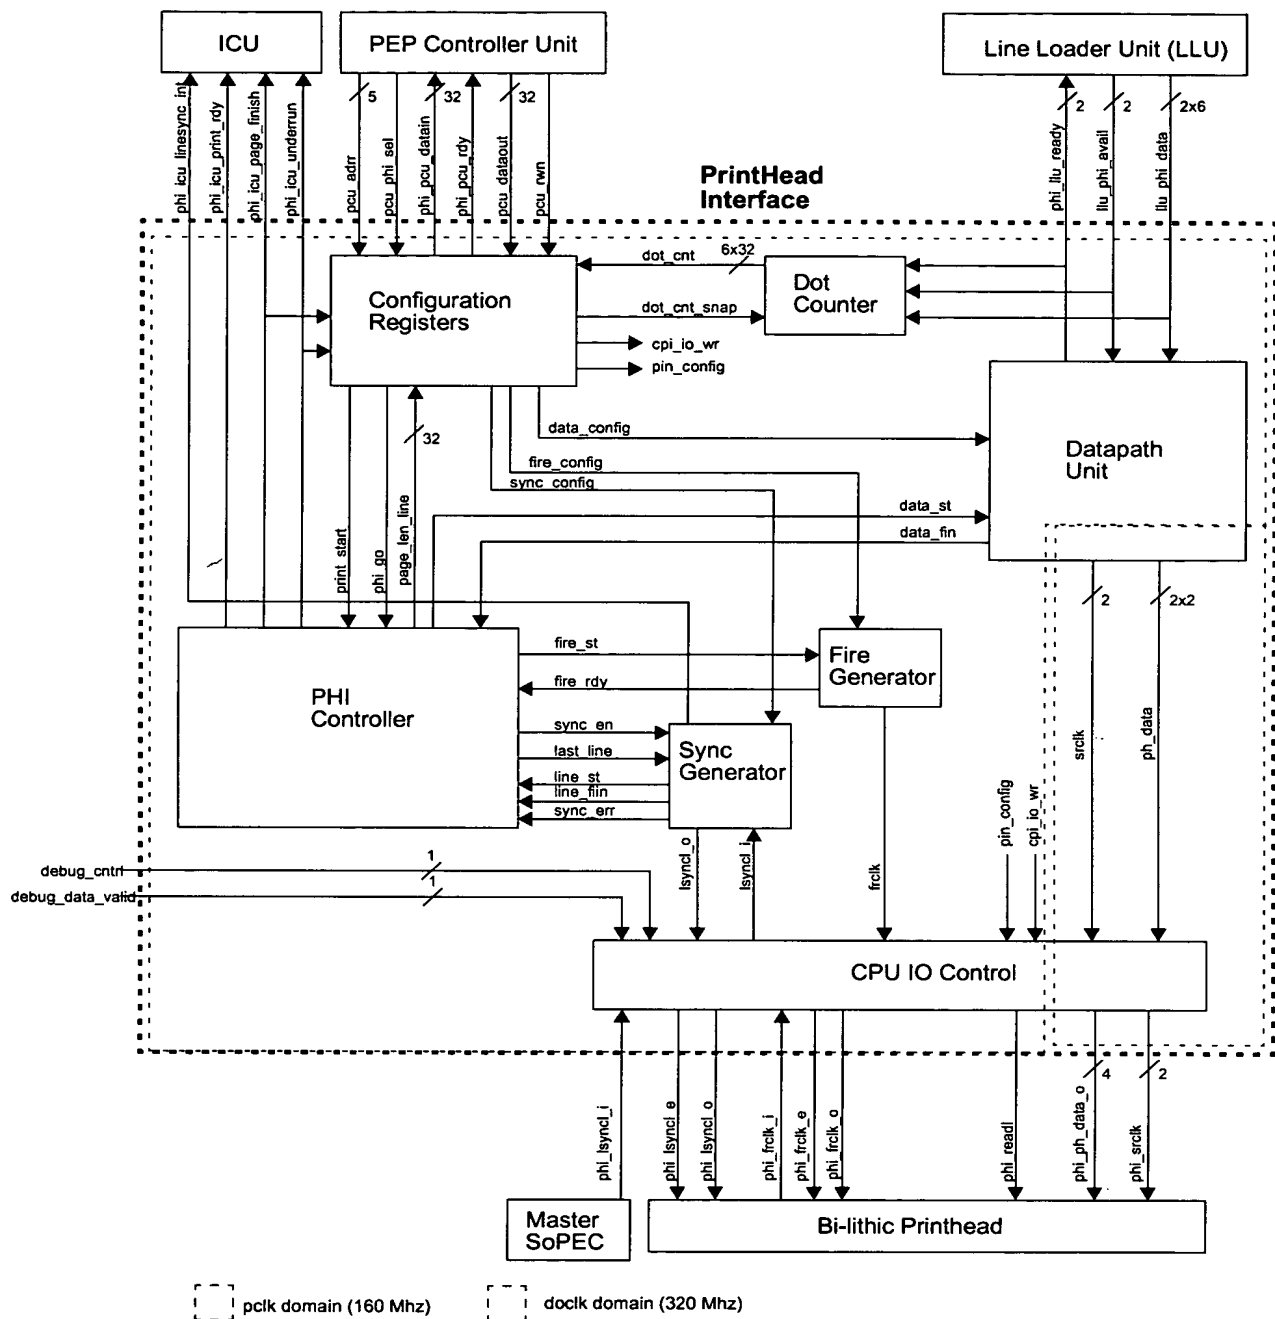 ICU
PEP Controller Unit
Line Loader Unit (LLU)
phi_icu_linesync_int
phi_icu_print_rdy
phi_icu_page_finish
phi_icu_underrun
pcu_adrr
5
pcu_phi_sel
phi_pcu_datain
32
phi_pcu_rdy
pcu_dataout
32
pcu_rwn
phi_llu_ready
2
llu_phi_avail
2
llu_phi_data
2x6
PrintHead
Interface
Configuration
Registers
dot_cnt
6x32
dot_cnt_snap
Dot
Counter
cpi_io_wr
pin_config
32
data_config
fire_config
sync_config
Datapath
Unit
data_st
data_fin
print_start
phi_go
page_len_line
2
2x2
srclk
ph_data
PHI
Controller
fire_st
fire_rdy
Fire
Generator
sync_en
last_line
line_st
line_fiin
sync_err
Sync
Generator
debug_cntrl
1
debug_data_valid
1
lsyncl_o
lsyncl_i
frclk
pin_config
cpi_io_wr
CPU IO Control
phi_lsyncl_i
phi_lsyncl_e
phi_lsyncl_o
phi_frclk_i
phi_frclk_e
phi_frclk_o
phi_readl
phi_ph_data_o
4
phi_srclk
2
Master
SoPEC
Bi-lithic Printhead
pclk domain (160 Mhz)
doclk domain (320 Mhz)